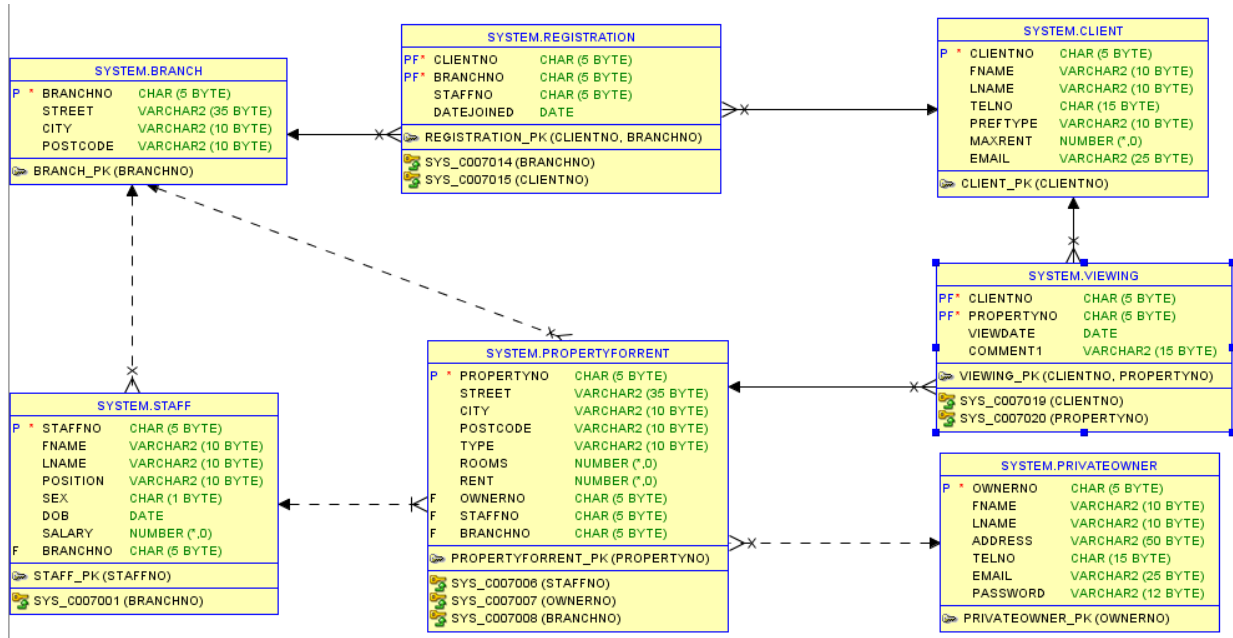 SYSTEM.BRANCH
P * BRANCHNO CHAR (5 BYTE)
STREET VARCHAR2 (35 BYTE)
CITY VARCHAR2 (10 BYTE)
POSTCODE VARCHAR2 (10 BYTE)
BRANCH_PK (BRANCHNO)
SYSTEM.REGISTRATION
PF* CLIENTNO CHAR (5 BYTE)
PF* BRANCHNO CHAR (5 BYTE)
STAFFNO CHAR (5 BYTE)
DATEJOINED DATE
REGISTRATION_PK (CLIENTNO, BRANCHNO)
SYS_C007014 (BRANCHNO)
SYS_C007015 (CLIENTNO)
SYSTEM.CLIENT
P * CLIENTNO CHAR (5 BYTE)
FNAME VARCHAR2 (10 BYTE)
LNAME VARCHAR2 (10 BYTE)
TELNO CHAR (15 BYTE)
PREFTYPE VARCHAR2 (10 BYTE)
MAXRENT NUMBER (*,0)
EMAIL VARCHAR2 (25 BYTE)
CLIENT_PK (CLIENTNO)
SYSTEM.VIEWING
PF* CLIENTNO CHAR (5 BYTE)
PF* PROPERTYNO CHAR (5 BYTE)
VIEWDATE DATE
COMMENT1 VARCHAR2 (15 BYTE)
VIEWING_PK (CLIENTNO, PROPERTYNO)
SYS_C007019 (CLIENTNO)
SYS_C007020 (PROPERTYNO)
SYSTEM.STAFF
P * STAFFNO CHAR (5 BYTE)
FNAME VARCHAR2 (10 BYTE)
LNAME VARCHAR2 (10 BYTE)
POSITION VARCHAR2 (10 BYTE)
SEX CHAR (1 BYTE)
DOB DATE
SALARY NUMBER (*,0)
F BRANCHNO CHAR (5 BYTE)
STAFF_PK (STAFFNO)
SYS_C007001 (BRANCHNO)
SYSTEM.PROPERTYFORRENT
P * PROPERTYNO CHAR (5 BYTE)
STREET VARCHAR2 (35 BYTE)
CITY VARCHAR2 (10 BYTE)
POSTCODE VARCHAR2 (10 BYTE)
TYPE VARCHAR2 (10 BYTE)
ROOMS NUMBER (*,0)
RENT NUMBER (*,0)
F OWNERNO CHAR (5 BYTE)
F STAFFNO CHAR (5 BYTE)
F BRANCHNO CHAR (5 BYTE)
PROPERTYFORRENT_PK (PROPERTYNO)
SYS_C007006 (STAFFNO)
SYS_C007007 (OWNERNO)
SYS_C007008 (BRANCHNO)
SYSTEM.PRIVATEOWNER
P * OWNERNO CHAR (5 BYTE)
FNAME VARCHAR2 (10 BYTE)
LNAME VARCHAR2 (10 BYTE)
ADDRESS VARCHAR2 (50 BYTE)
TELNO CHAR (15 BYTE)
EMAIL VARCHAR2 (25 BYTE)
PASSWORD VARCHAR2 (12 BYTE)
PRIVATEOWNER_PK (OWNERNO)